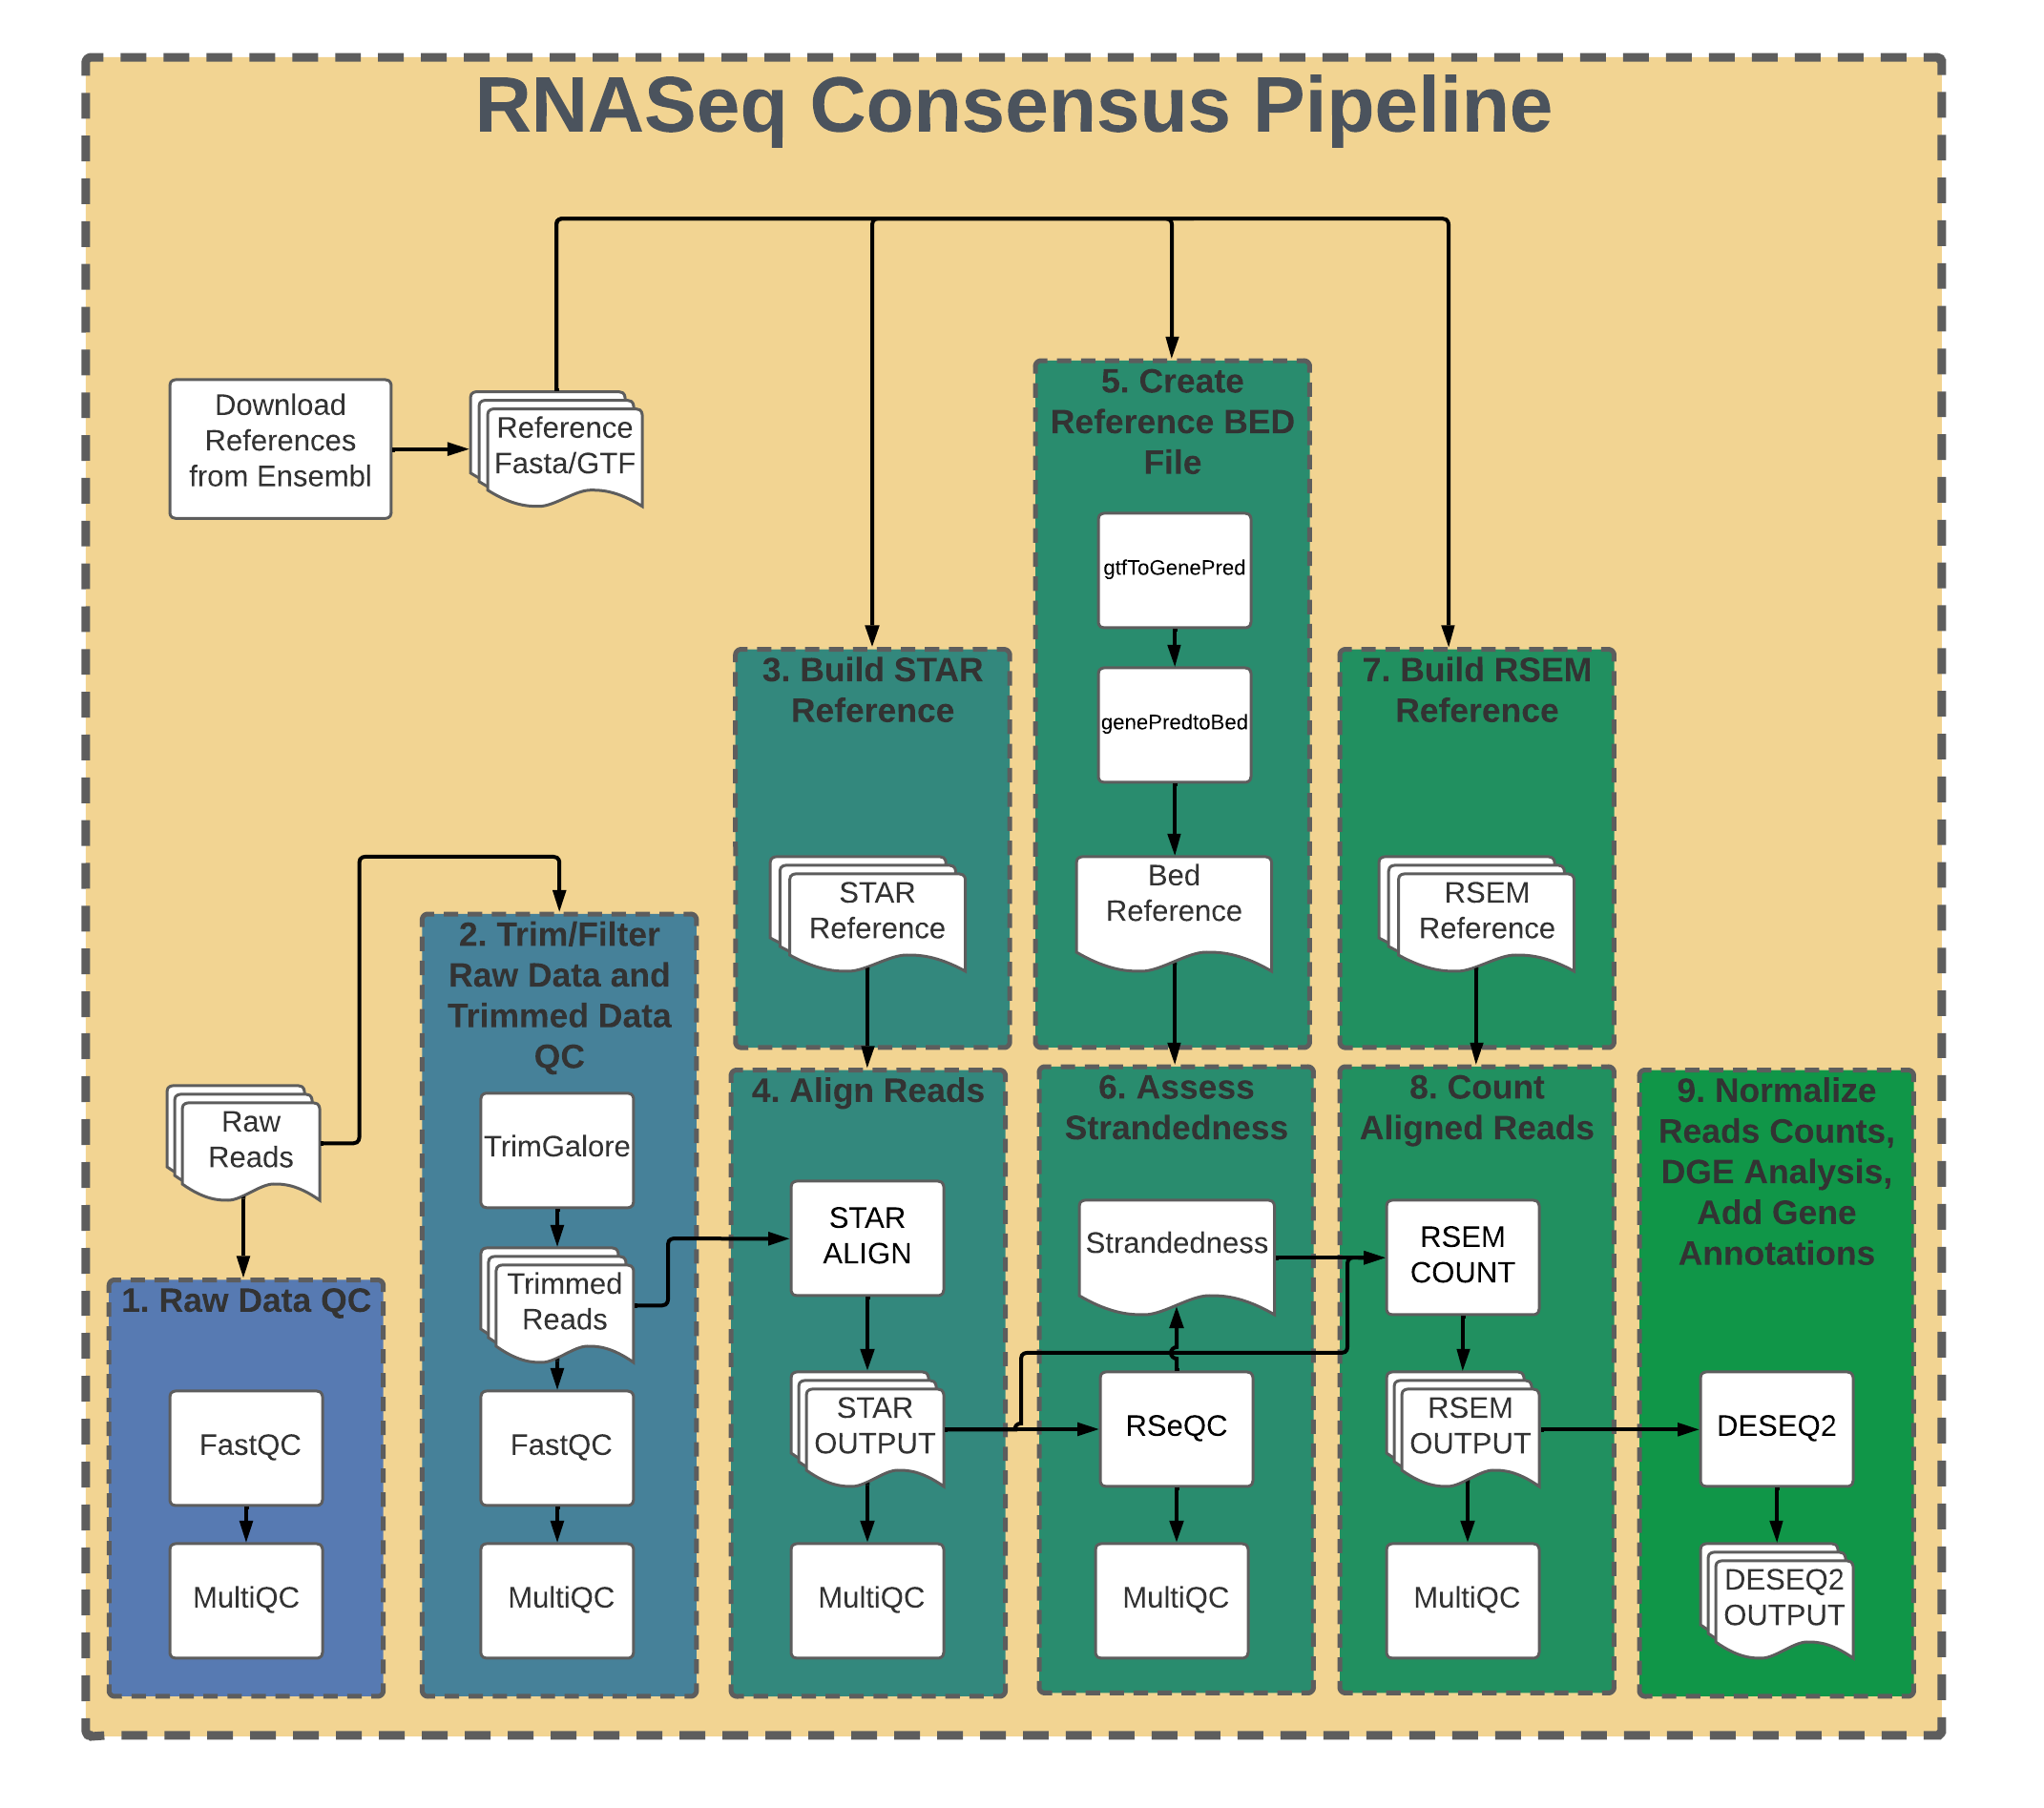 RNASeq Consensus Pipeline
Download
References
from Ensembl
Reference
Fasta/GTF
Raw
Reads
1. Raw Data QC
FastQC
MultiQC
2. Trim/Filter
Raw Data and
Trimmed Data
QC
TrimGalore
Trimmed
Reads
FastQC
MultiQC
3. Build STAR
Reference
STAR
Reference
4. Align Reads
STAR
ALIGN
STAR
OUTPUT
MultiQC
5. Create
Reference BED
File
gtfToGenePred
genePredtoBed
Bed
Reference
6. Assess
Strandedness
Strandedness
RSeQC
MultiQC
7. Build RSEM
Reference
RSEM
Reference
8. Count
Aligned Reads
RSEM
COUNT
RSEM
OUTPUT
MultiQC
9. Normalize
Reads Counts,
DGE Analysis,
Add Gene
Annotations
DESEQ2
DESEQ2
OUTPUT